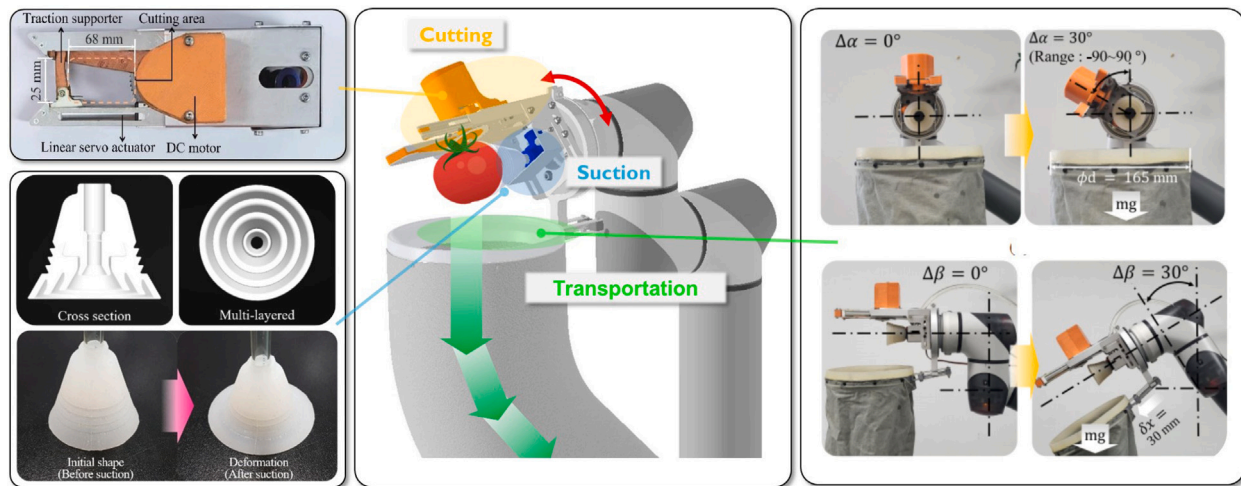 Traction supporter
Cutting area
68 mm
25 mm
Linear servo actuator
DC motor
Cross section
Multi-layered
Initial shape
(Before suction)
Deformation
(After suction)
Cutting
Suction
Transportation
Δα = 0°
Δα = 30°
(Range : -90~90 °)
ϕd = 165 mm
mg
Δβ = 0°
Δβ = 30°
δx =
30 mm
mg